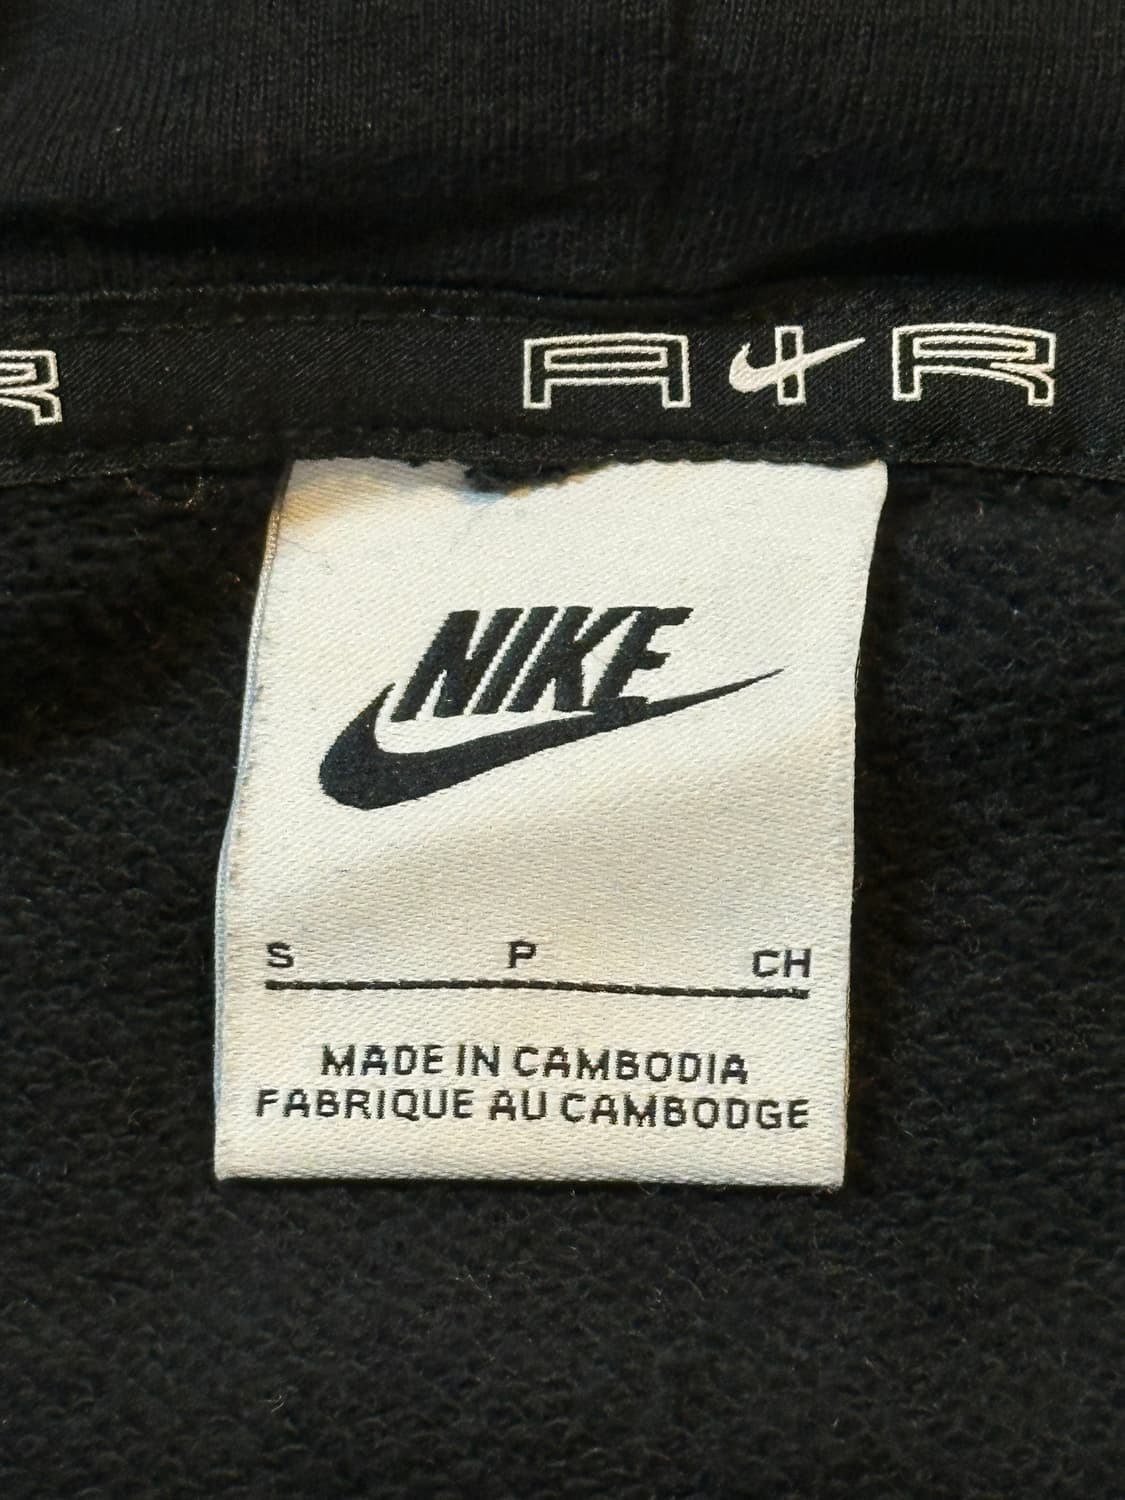 R AIR
NIKE
S P CH
MADE IN CAMBODIA
FABRIQUE AU CAMBODGE